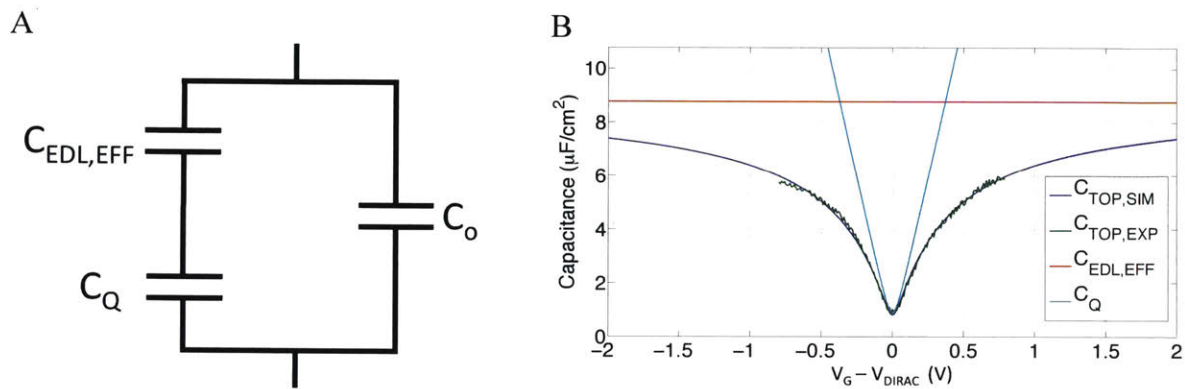 A
C_EDL,EFF
C_Q
C_o
B
Capacitance (μF/cm²)
10
8
6
4
2
0
−2 −1.5 −1 −0.5 0 0.5 1 1.5 2
V_G – V_DIRAC (V)
C_TOP,SIM
C_TOP,EXP
C_EDL,EFF
C_Q